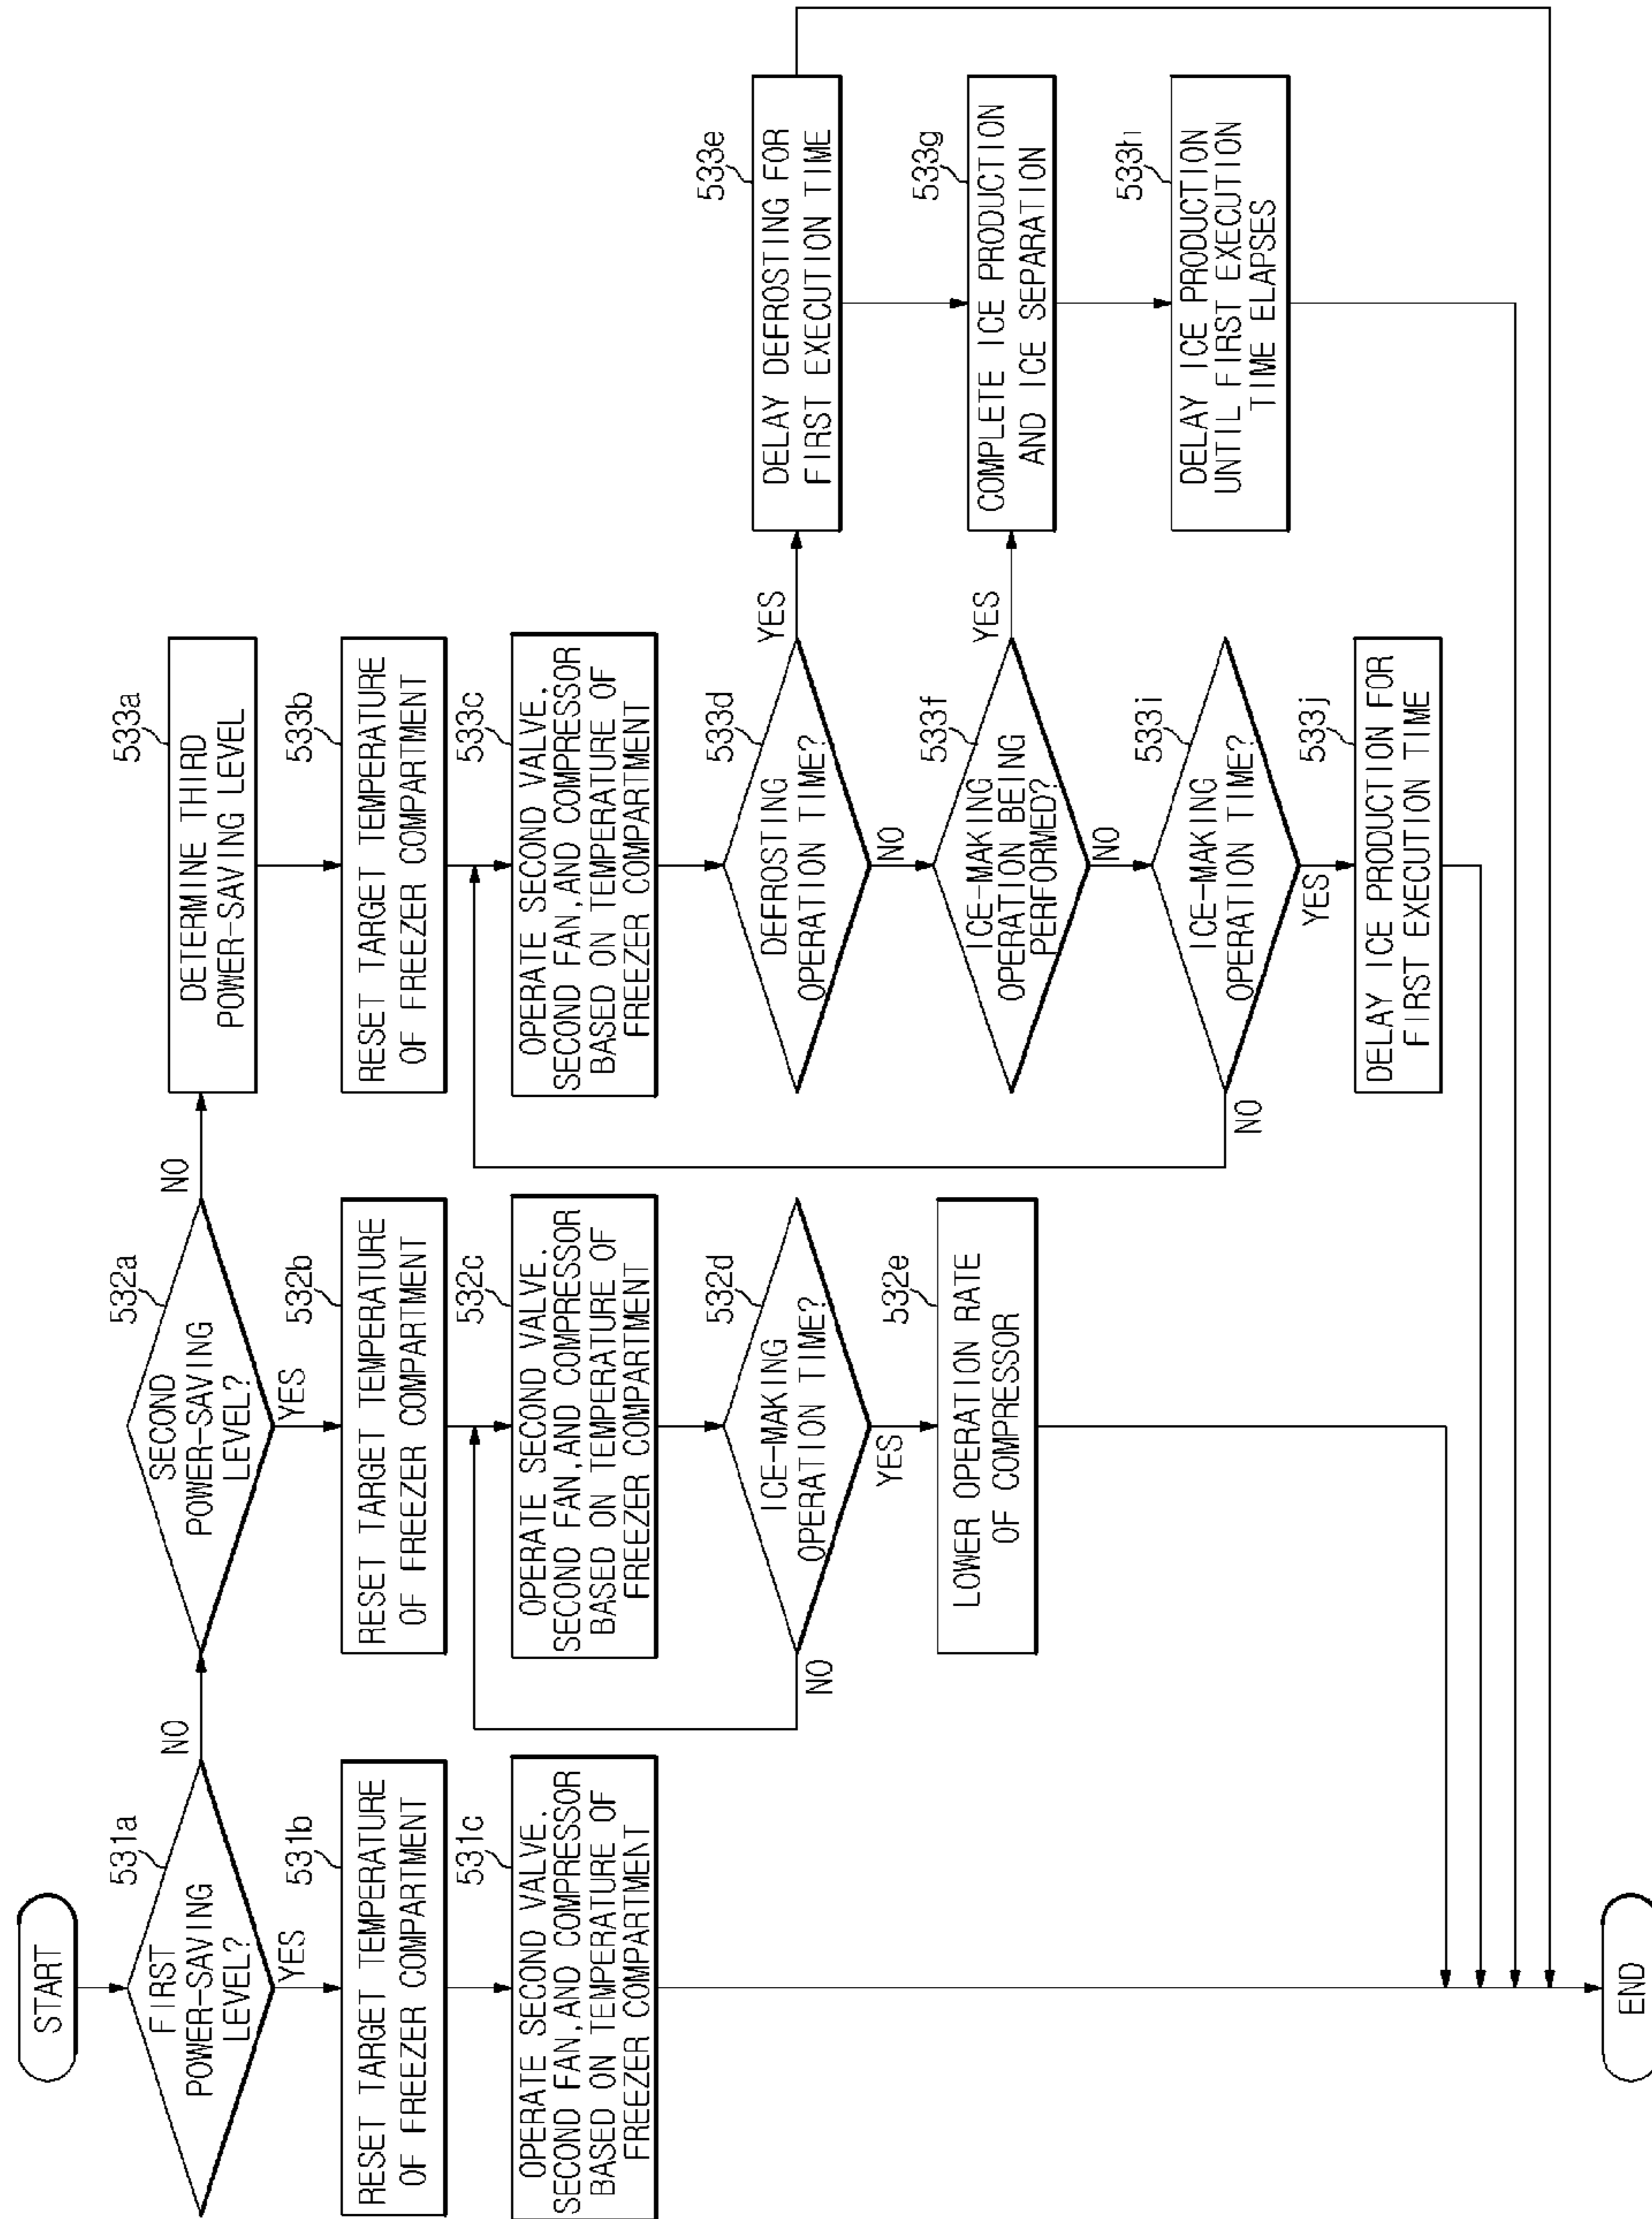 START
531a
FIRST
POWER-SAVING
LEVEL?
NO
YES
531b
RESET TARGET TEMPERATURE
OF FREEZER COMPARTMENT
531c
OPERATE SECOND VALVE.
SECOND FAN,AND COMPRESSOR
BASED ON TEMPERATURE OF
FREEZER COMPARTMENT
532a
SECOND
POWER-SAVING
LEVEL?
NO
YES
532b
RESET TARGET TEMPERATURE
OF FREEZER COMPARTMENT
532c
OPERATE SECOND VALVE.
SECOND FAN,AND COMPRESSOR
BASED ON TEMPERATURE OF
FREEZER COMPARTMENT
532d
ICE-MAKING
OPERATION TIME?
NO
YES
532e
LOWER OPERATION RATE
OF COMPRESSOR
533a
DETERMINE THIRD
POWER-SAVING LEVEL
533b
RESET TARGET TEMPERATURE
OF FREEZER COMPARTMENT
533c
OPERATE SECOND VALVE.
SECOND FAN,AND COMPRESSOR
BASED ON TEMPERATURE OF
FREEZER COMPARTMENT
533d
DEFROSTING
OPERATION TIME?
YES
NO
533e
DELAY DEFROSTING FOR
FIRST EXECUTION TIME
533f
ICE-MAKING
OPERATION BEING
PERFORMED?
YES
NO
533g
COMPLETE ICE PRODUCTION
AND ICE SEPARATION
533h
DELAY ICE PRODUCTION
UNTIL FIRST EXECUTION
TIME ELAPSES
533i
ICE-MAKING
OPERATION TIME?
NO
YES
533j
DELAY ICE PRODUCTION FOR
FIRST EXECUTION TIME
END